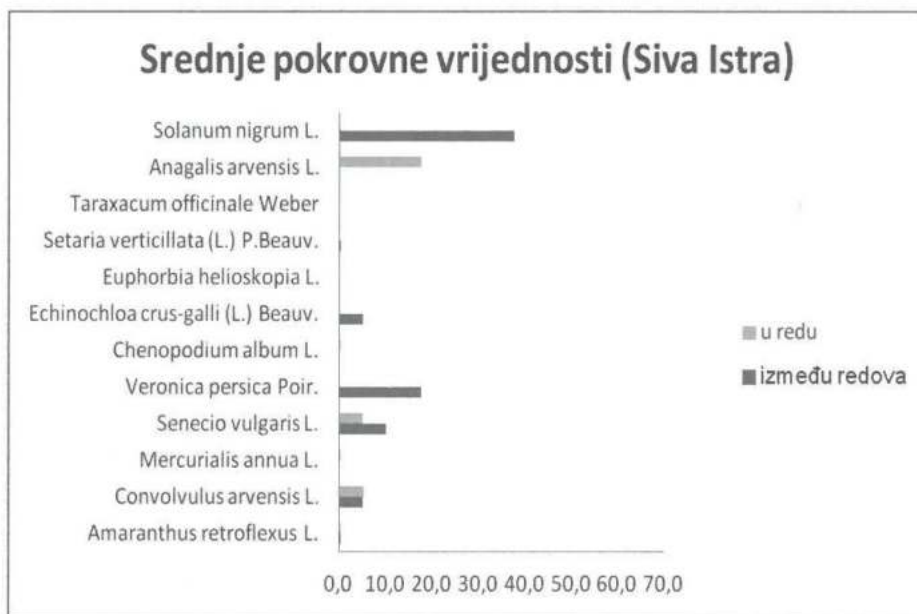 Srednje pokrovne vrijednosti (Siva Istra)
Solanum nigrum L.
Anagalis arvensis L.
Taraxacum officinale Weber
Setaria verticillata (L.) P.Beauv.
Euphorbia helioskopia L.
Echinochloa crus-galli (L.) Beauv.
Chenopodium album L.
Veronica persica Poir.
Senecio vulgaris L.
Mercurialis annua L.
Convolvulus arvensis L.
Amaranthus retroflexus L.
u redu
između redova
0,0 10,0 20,0 30,0 40,0 50,0 60,0 70,0